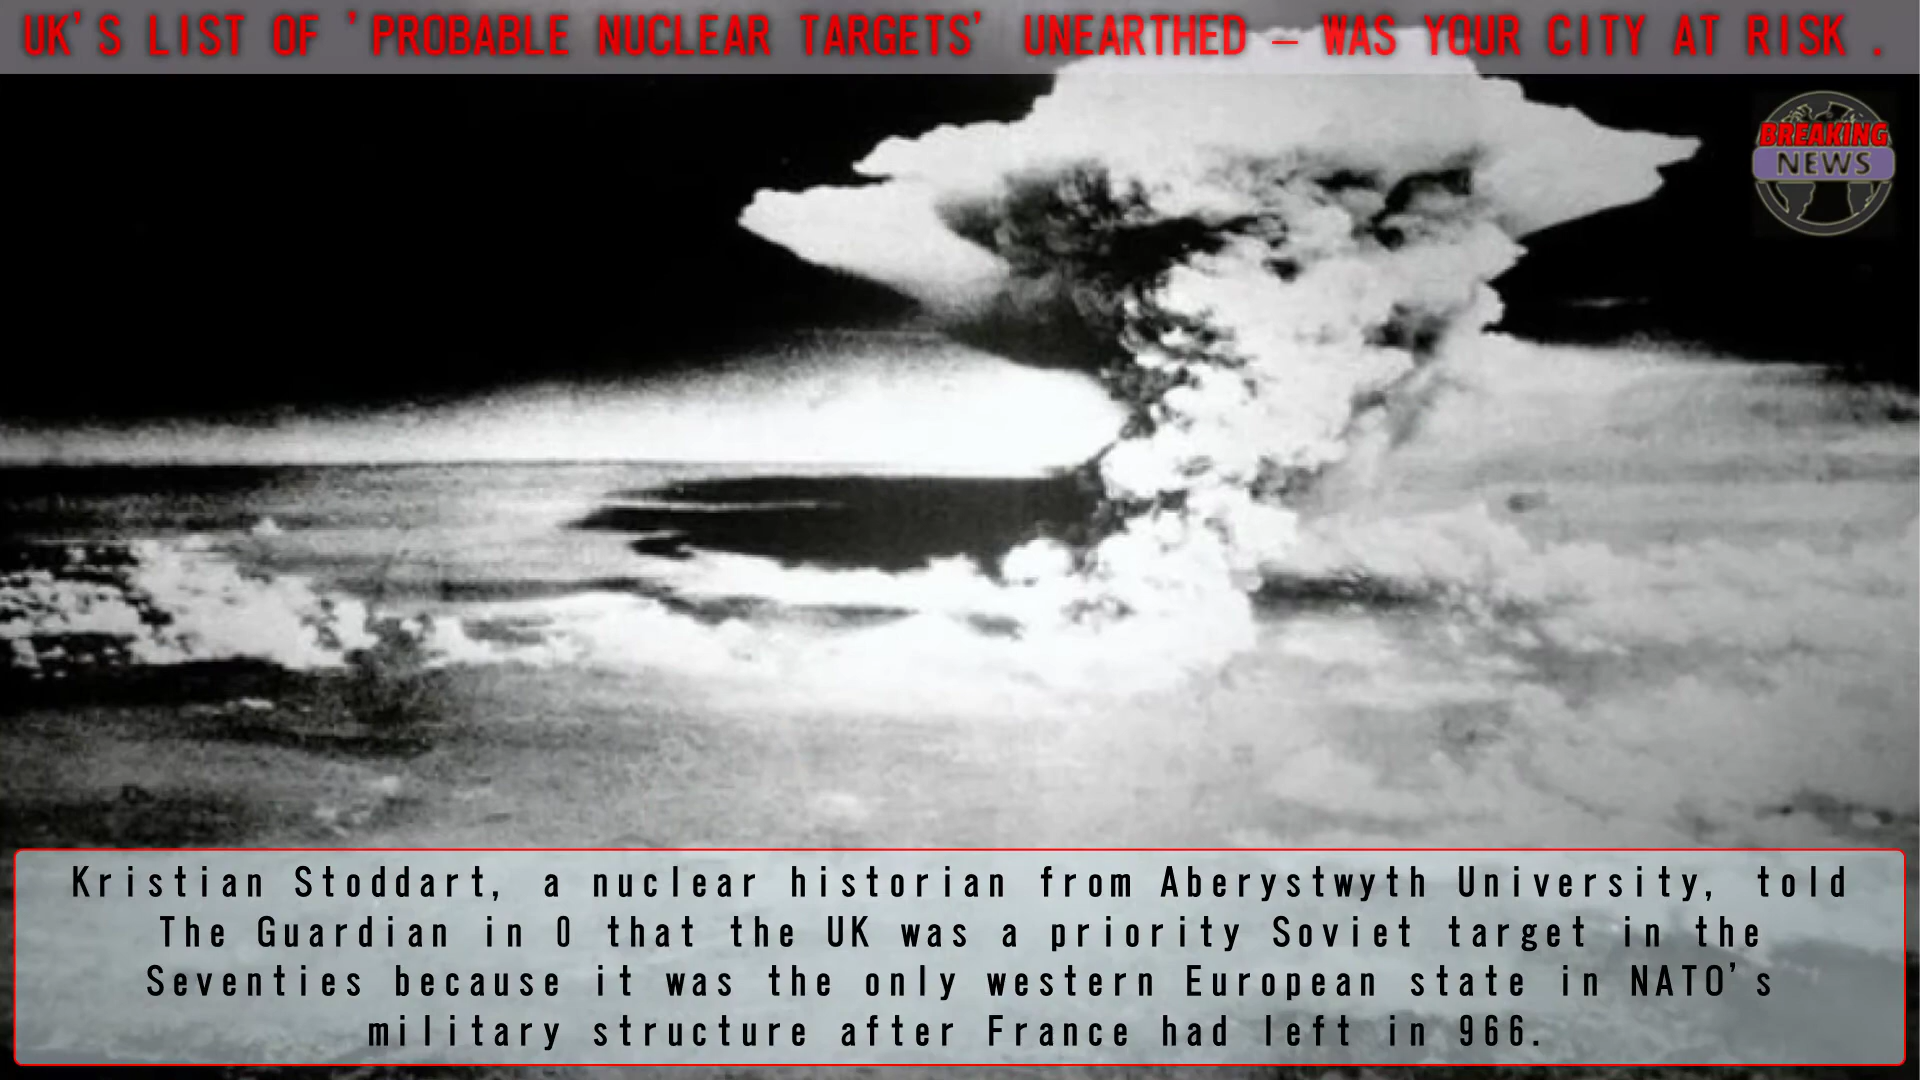 UK'S LIST OF 'PROBABLE NUCLEAR TARGETS' UNEARTHED – WAS YOUR CITY AT RISK .
BREAKING
NEWS
Kristian Stoddart, a nuclear historian from Aberystwyth University, told
The Guardian in 0 that the UK was a priority Soviet target in the
Seventies because it was the only western European state in NATO's
military structure after France had left in 966.